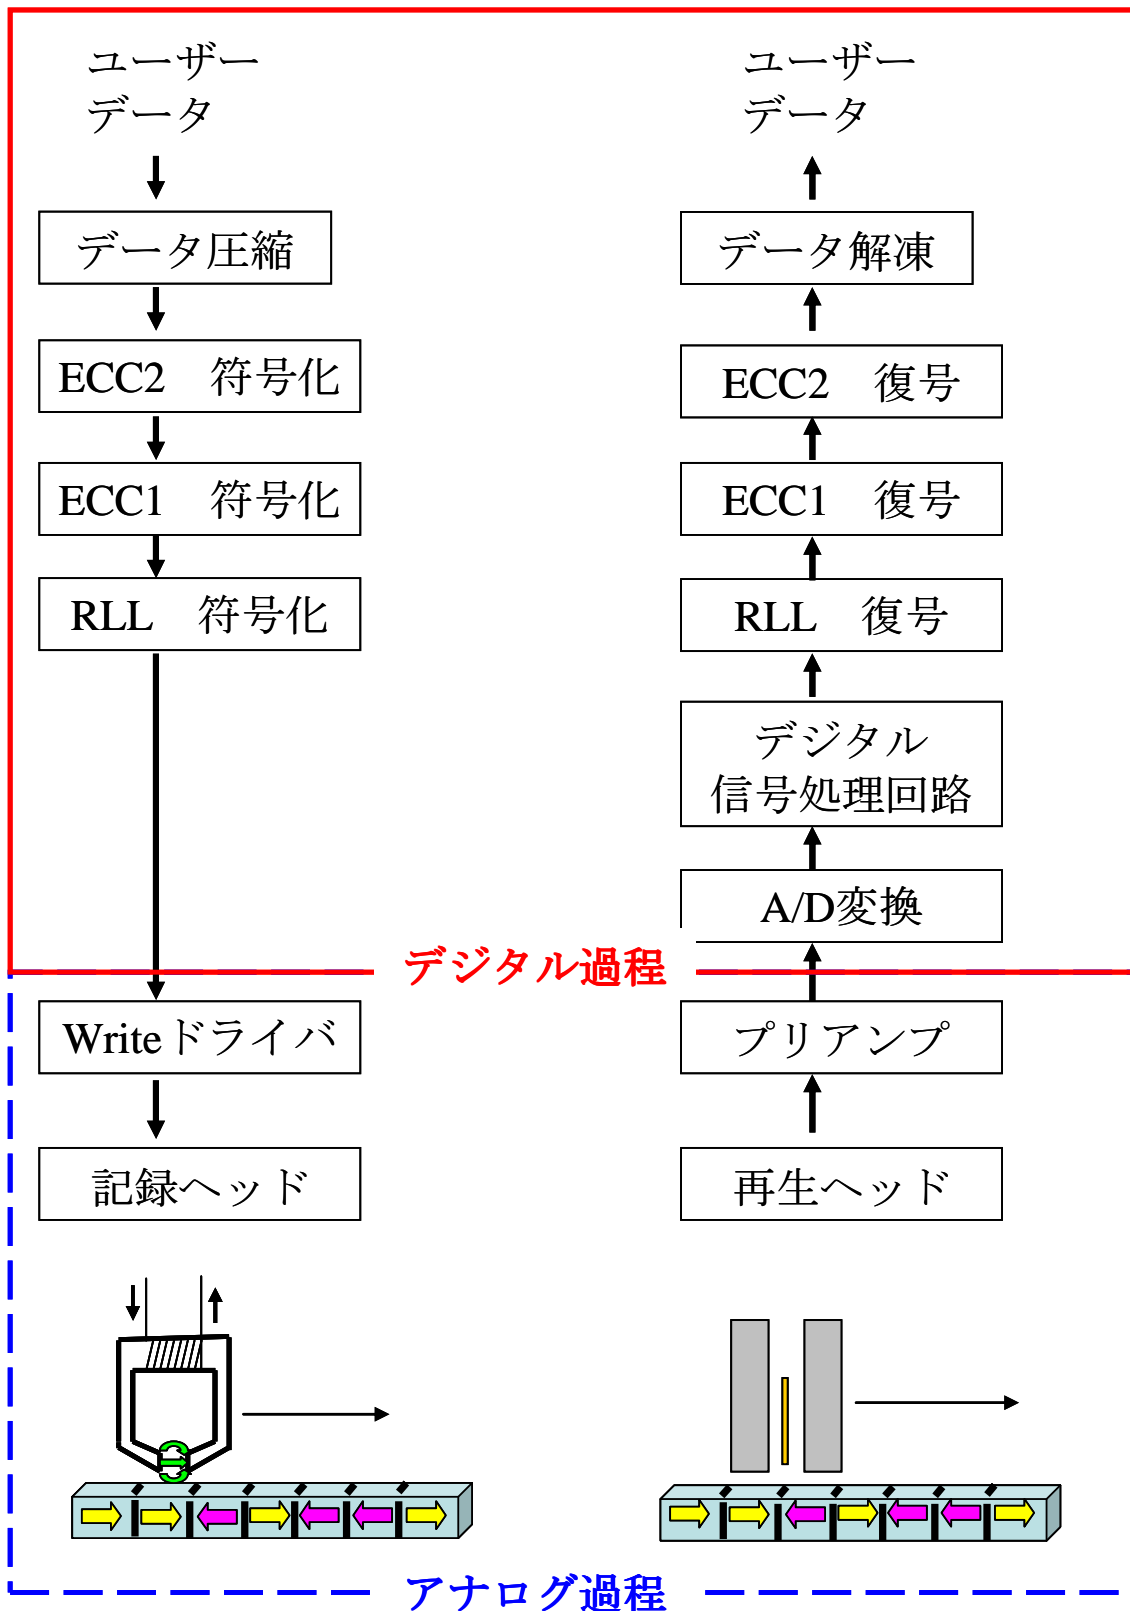 ユーザー
データ
データ圧縮
ECC2　符号化
ECC1　符号化
RLL　符号化
Writeドライバ
記録ヘッド
ユーザー
データ
データ解凍
ECC2　復号
ECC1　復号
RLL　復号
デジタル
信号処理回路
A/D変換
プリアンプ
再生ヘッド
デジタル過程
アナログ過程